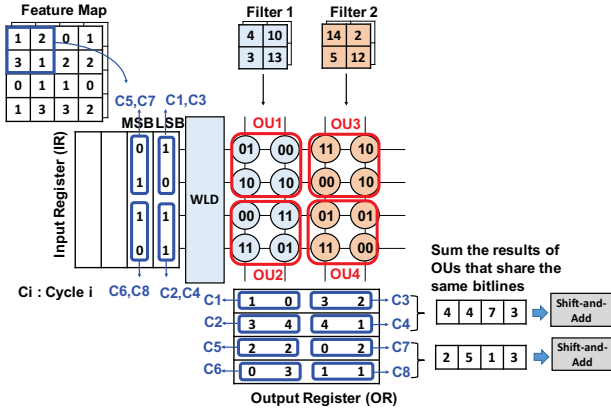 Feature Map
1 2 0 1
3 1 2 2
0 1 1 0
1 3 3 2
Filter 1
4 10
3 13
Filter 2
14 2
5 12
C5,C7
C1,C3
MSB LSB
OU1
OU3
Input Register (IR)
WLD
0 1
1 0
1 1
0 1
01 00 11 10
10 10 00 10
00 11 01 01
11 01 11 00
OU2
OU4
C6,C8
C2,C4
Ci : Cycle i
C1 1 0 3 2 C3
C2 3 4 4 1 C4
C5 2 2 0 2 C7
C6 0 3 1 1 C8
Output Register (OR)
Sum the results of
OUs that share the
same bitlines
4 4 7 3
Shift-and-
Add
2 5 1 3
Shift-and-
Add